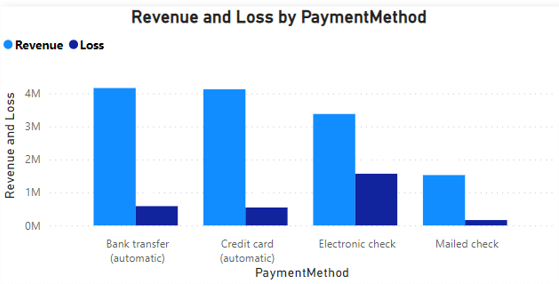 Revenue and Loss by PaymentMethod
Revenue Loss
Revenue and Loss
4M
3M
2M
1M
0M
Bank transfer
(automatic)
Credit card
(automatic)
Electronic check
Mailed check
PaymentMethod